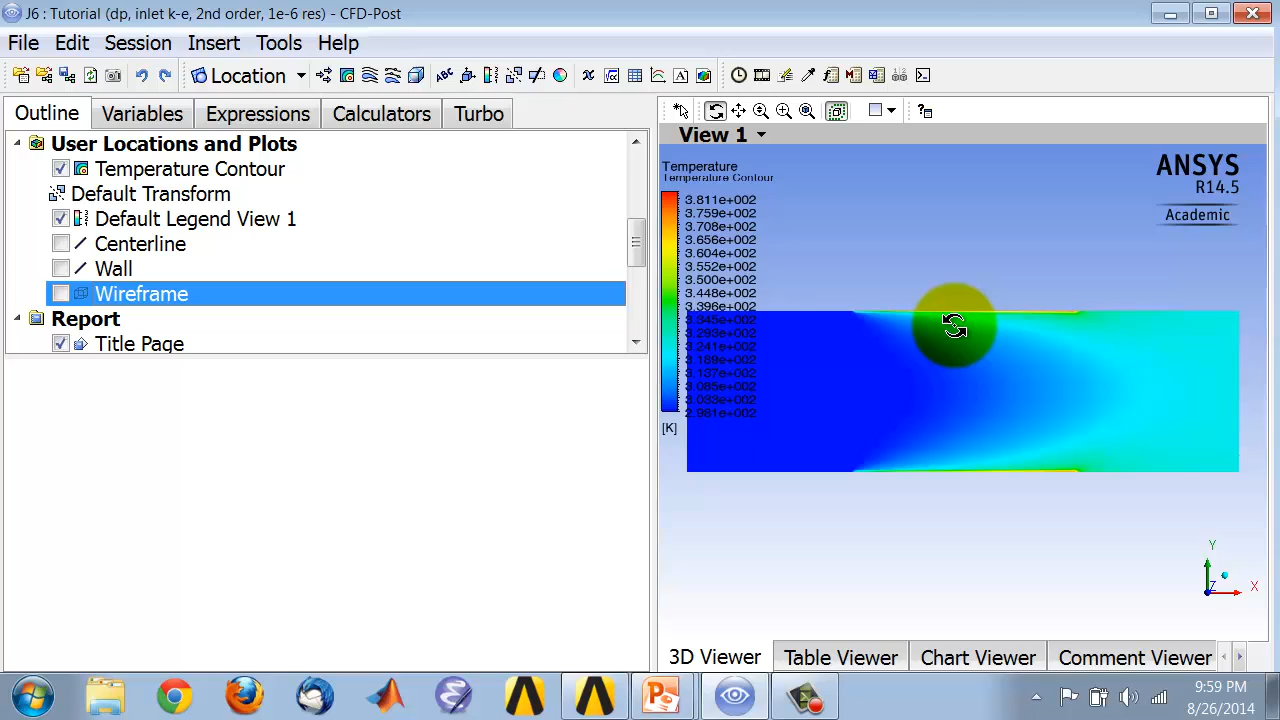 J6 : Tutorial (dp, inlet k-e, 2nd order, 1e-6 res) - CFD-Post
File Edit Session Insert Tools Help
Location
Outline Variables Expressions Calculators Turbo
User Locations and Plots
Temperature Contour
Default Transform
Default Legend View 1
Centerline
Wall
Wireframe
Report
Title Page
View 1
Temperature
Temperature Contour
3.811e+002
3.759e+002
3.708e+002
3.656e+002
3.604e+002
3.552e+002
3.500e+002
3.448e+002
3.396e+002
3.345e+002
3.293e+002
3.241e+002
3.189e+002
3.137e+002
3.085e+002
3.033e+002
2.981e+002
[K]
ANSYS
R14.5
Academic
Y
Z X
3D Viewer Table Viewer Chart Viewer Comment Viewer
9:59 PM
8/26/2014